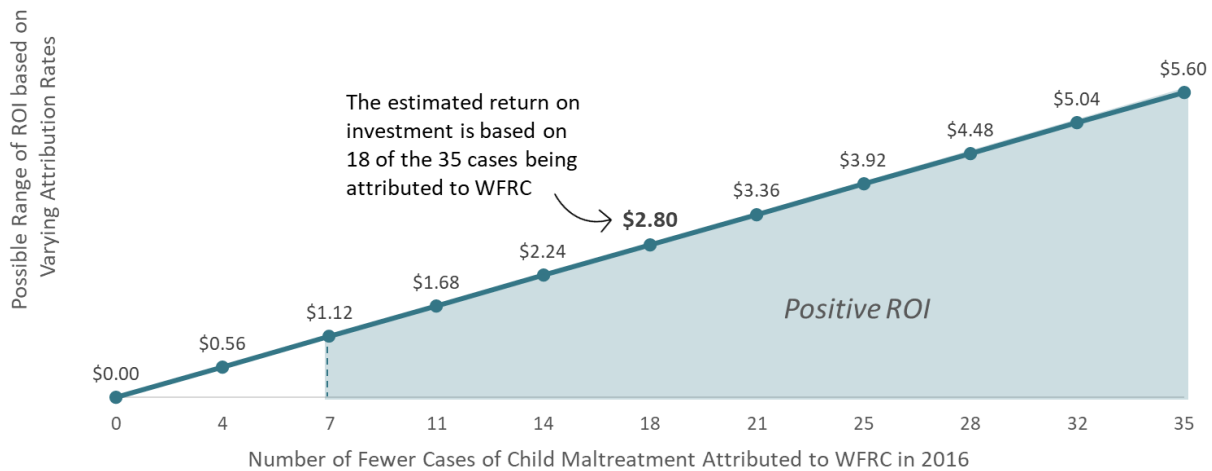 Possible Range of ROI based on
Varying Attribution Rates
The estimated return on
investment is based on
18 of the 35 cases being
attributed to WFRC
$0.00
$0.56
$1.12
$1.68
$2.24
$2.80
$3.36
$3.92
$4.48
$5.04
$5.60
Positive ROI
0 4 7 11 14 18 21 25 28 32 35
Number of Fewer Cases of Child Maltreatment Attributed to WFRC in 2016